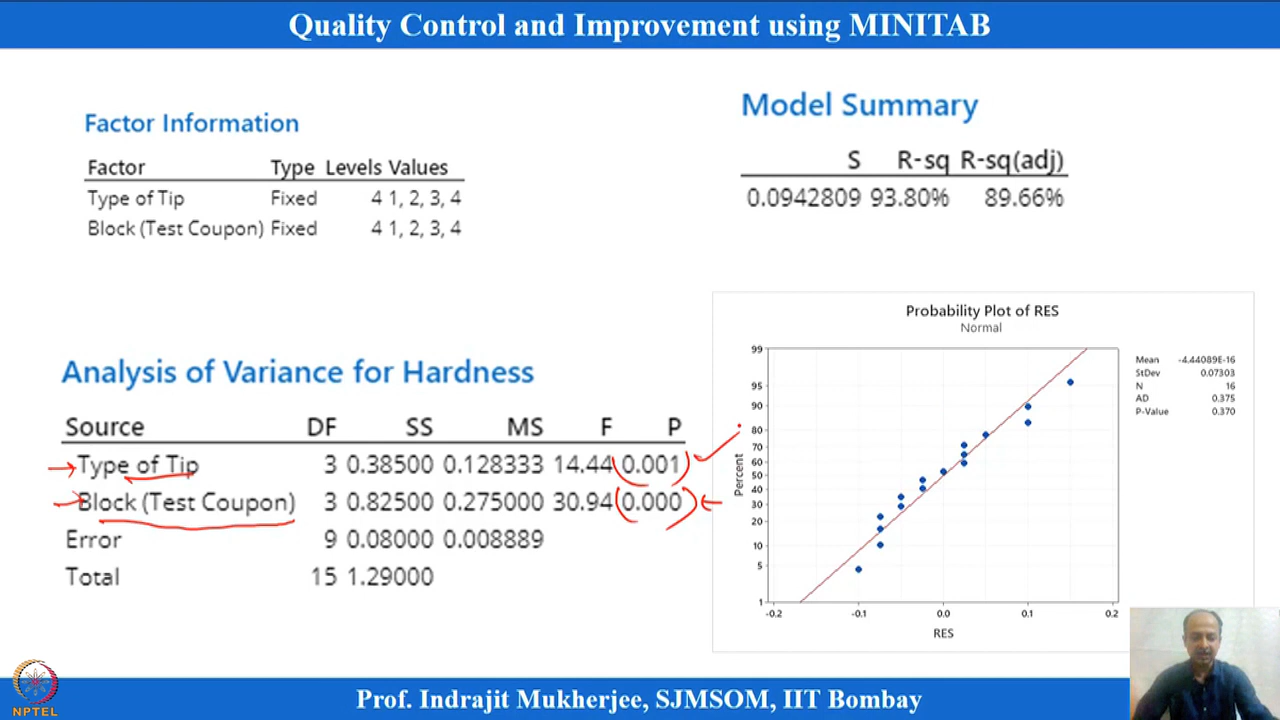 Quality Control and Improvement using MINITAB
Factor Information
Factor Type Levels Values
Type of Tip Fixed 4 1, 2, 3, 4
Block (Test Coupon) Fixed 4 1, 2, 3, 4
Model Summary
S R-sq R-sq(adj)
0.0942809 93.80% 89.66%
Analysis of Variance for Hardness
Source DF SS MS F P
Type of Tip 3 0.38500 0.128333 14.44 0.001
Block (Test Coupon) 3 0.82500 0.275000 30.94 0.000
Error 9 0.08000 0.008889
Total 15 1.29000
Probability Plot of RES
Normal
99
95
90
80
70
60
50
40
30
20
10
5
1
Percent
-0.2 -0.1 0.0 0.1 0.2
RES
Mean -4.44089E-16
StDev 0.07303
N 16
AD 0.375
P-Value 0.370
NPTEL
Prof. Indrajit Mukherjee, SJMSOM, IIT Bombay